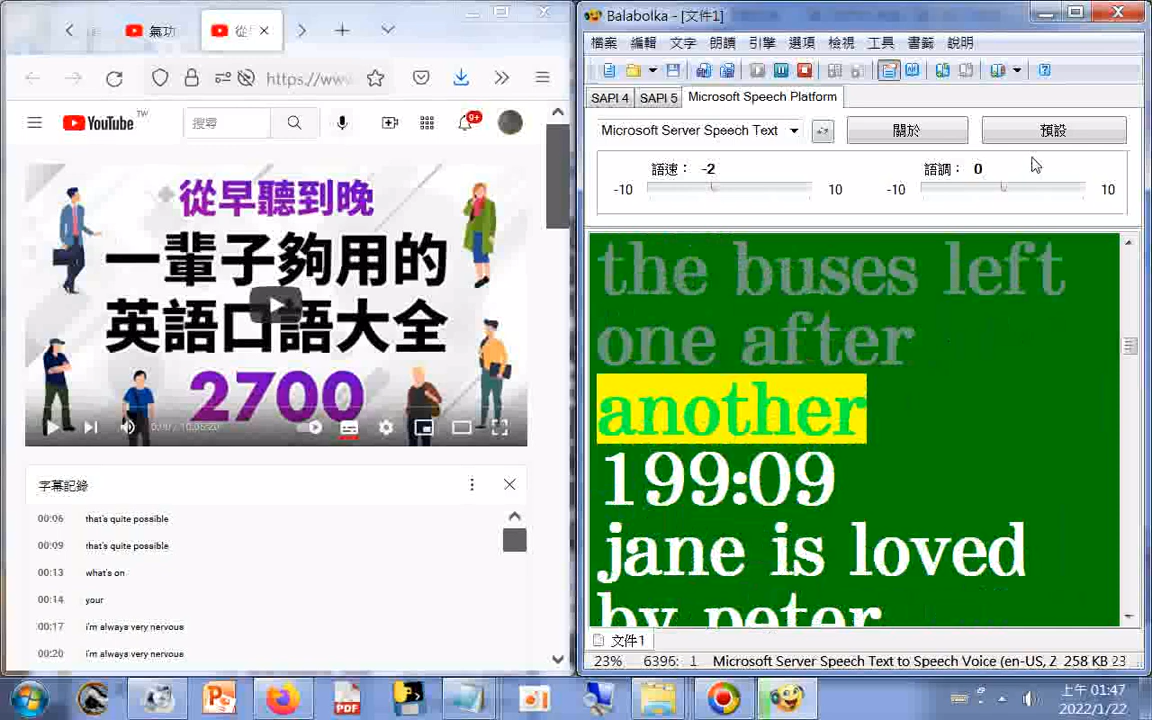 氣功
從
https://www
YouTube TW
搜尋
9+
從早聽到晚
一輩子夠用的
英語口語大全
2700
字幕記錄
00:06 that's quite possible
00:09 that's quite possible
00:13 what's on
00:14 your
00:17 i'm always very nervous
00:20 i'm always very nervous
Balabolka - [文件1]
檔案 編輯 文字 朗讀 引擎 選項 檢視 工具 書籤 說明
SAPI 4 SAPI 5 Microsoft Speech Platform
Microsoft Server Speech Text 關於 預設
語速： -2 語調： 0
-10 10 -10 10
the buses left
one after
another
199:09
jane is loved
by peter
文件1
23% 6396: 1 Microsoft Server Speech Text to Speech Voice (en-US, Z 258 KB 23
上午 01:47
2022/1/22